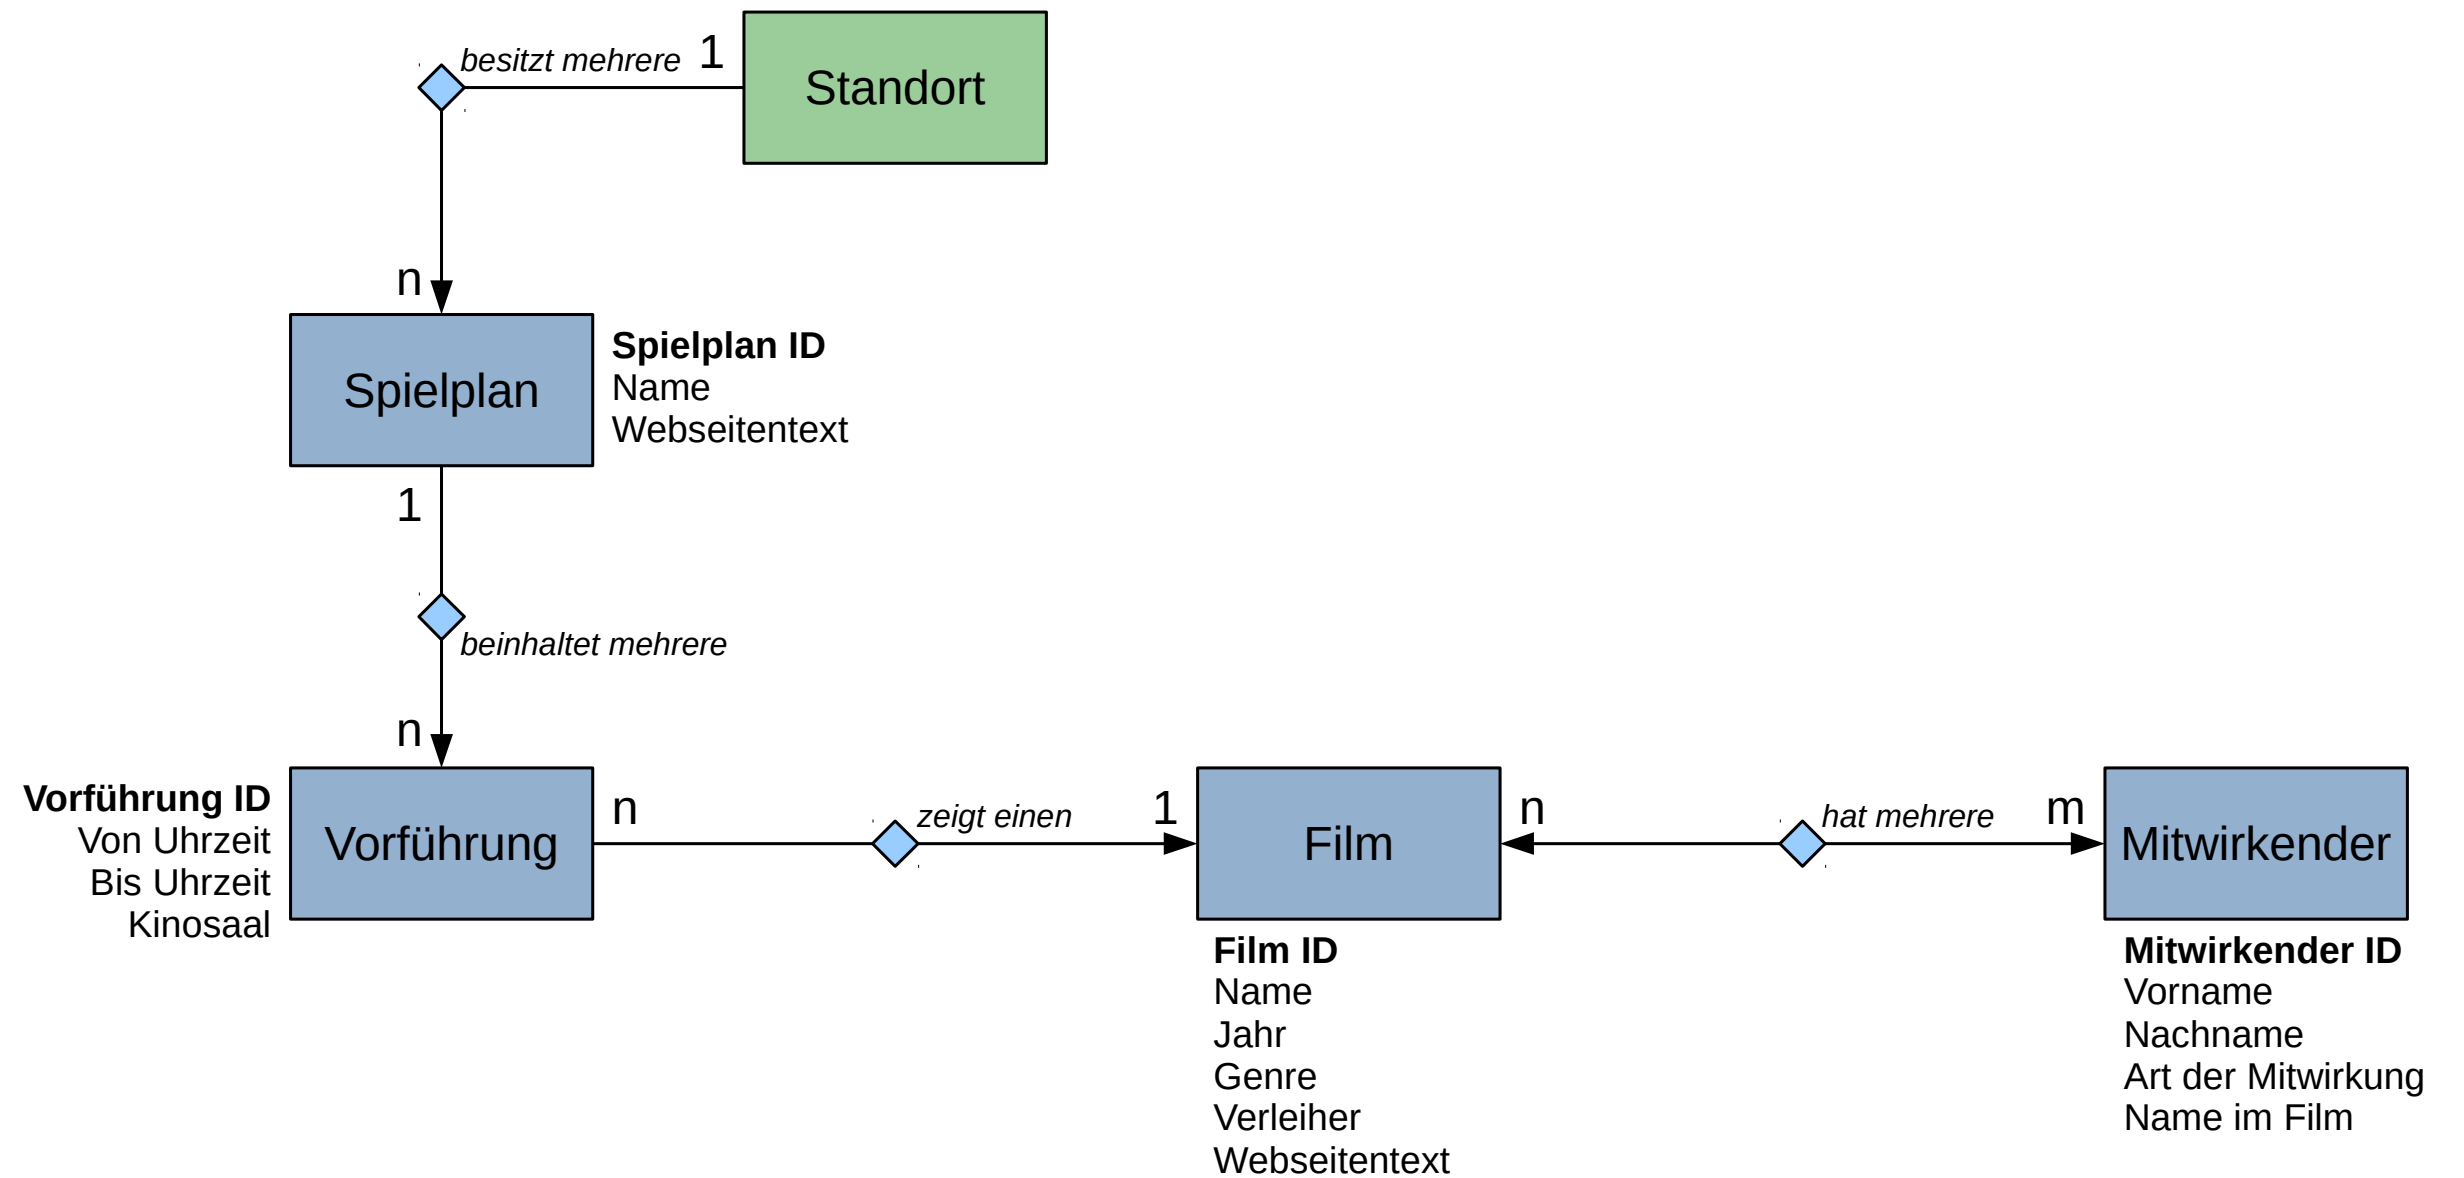 besitzt mehrere
1
Standort
n
Spielplan
Spielplan ID
Name
Webseitentext
1
beinhaltet mehrere
n
Vorführung ID
Von Uhrzeit
Bis Uhrzeit
Kinosaal
Vorführung
n
zeigt einen
1
Film
n
hat mehrere
m
Mitwirkender
Film ID
Name
Jahr
Genre
Verleiher
Webseitentext
Mitwirkender ID
Vorname
Nachname
Art der Mitwirkung
Name im Film